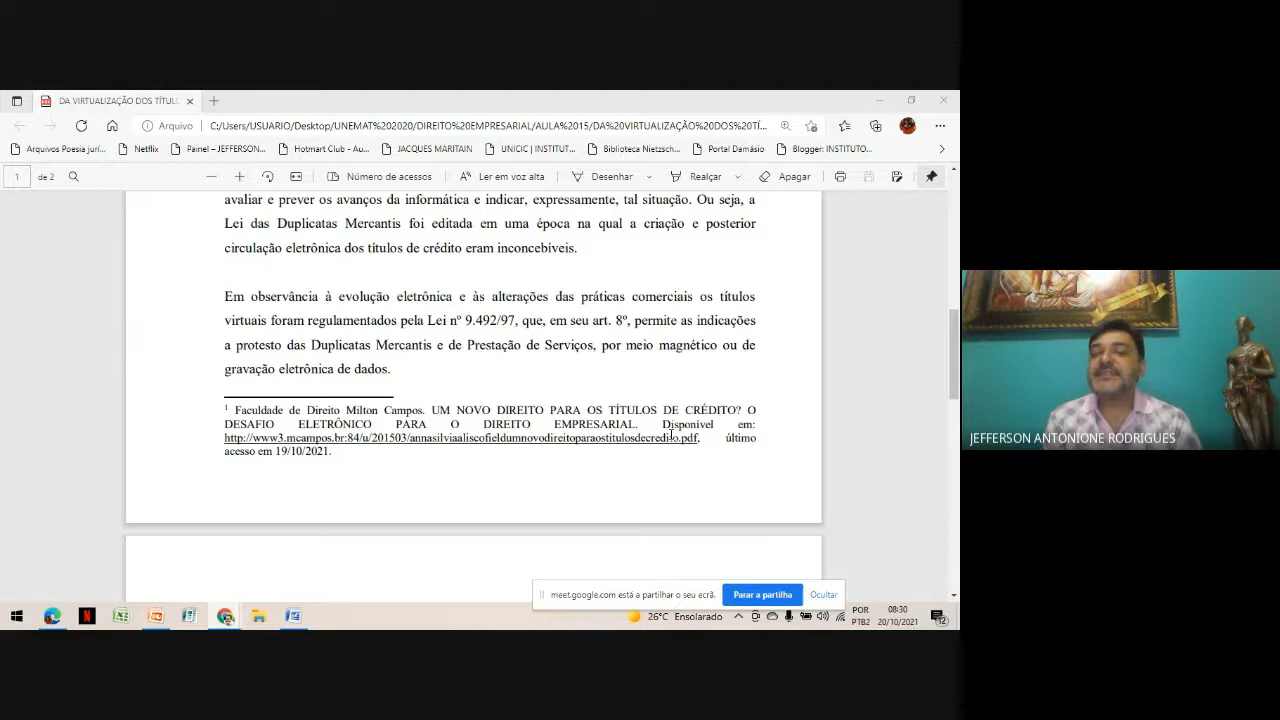 DA VIRTUALIZAÇÃO DOS TÍTUL
Arquivo
C:/Users/USUARIO/Desktop/UNEMAT%202020/DIREITO%20EMPRESARIAL/AULA%2015/DA%20VIRTUALIZAÇÃO%20DOS%20TÍ...
Arquivos Poesia jurí...
Netflix
Painel – JEFFERSON...
Hotmart Club - Au...
JACQUES MARITAIN
UNICIC | INSTITUT...
Biblioteca Nietzsch...
Portal Damásio
Blogger: INSTITUTO...
1
de 2
Número de acessos
Ler em voz alta
Desenhar
Realçar
Apagar
avaliar e prever os avanços da informática e indicar, expressamente, tal situação. Ou seja, a
Lei das Duplicatas Mercantis foi editada em uma época na qual a criação e posterior
circulação eletrônica dos títulos de crédito eram inconcebíveis.
Em observância à evolução eletrônica e às alterações das práticas comerciais os títulos
virtuais foram regulamentados pela Lei nº 9.492/97, que, em seu art. 8º, permite as indicações
a protesto das Duplicatas Mercantis e de Prestação de Serviços, por meio magnético ou de
gravação eletrônica de dados.
1 Faculdade de Direito Milton Campos. UM NOVO DIREITO PARA OS TÍTULOS DE CRÉDITO? O
DESAFIO ELETRÔNICO PARA O DIREITO EMPRESARIAL. Disponível em:
http://www3.mcampos.br:84/u/201503/annasilviaaliscofieldumnovodireitoparaostitulosdecredito.pdf, último
acesso em 19/10/2021.
JEFFERSON ANTONIONE RODRIGUES
meet.google.com está a partilhar o seu ecrã.
Parar a partilha
Ocultar
26°C Ensolarado
POR
PTB2
08:30
20/10/2021
12